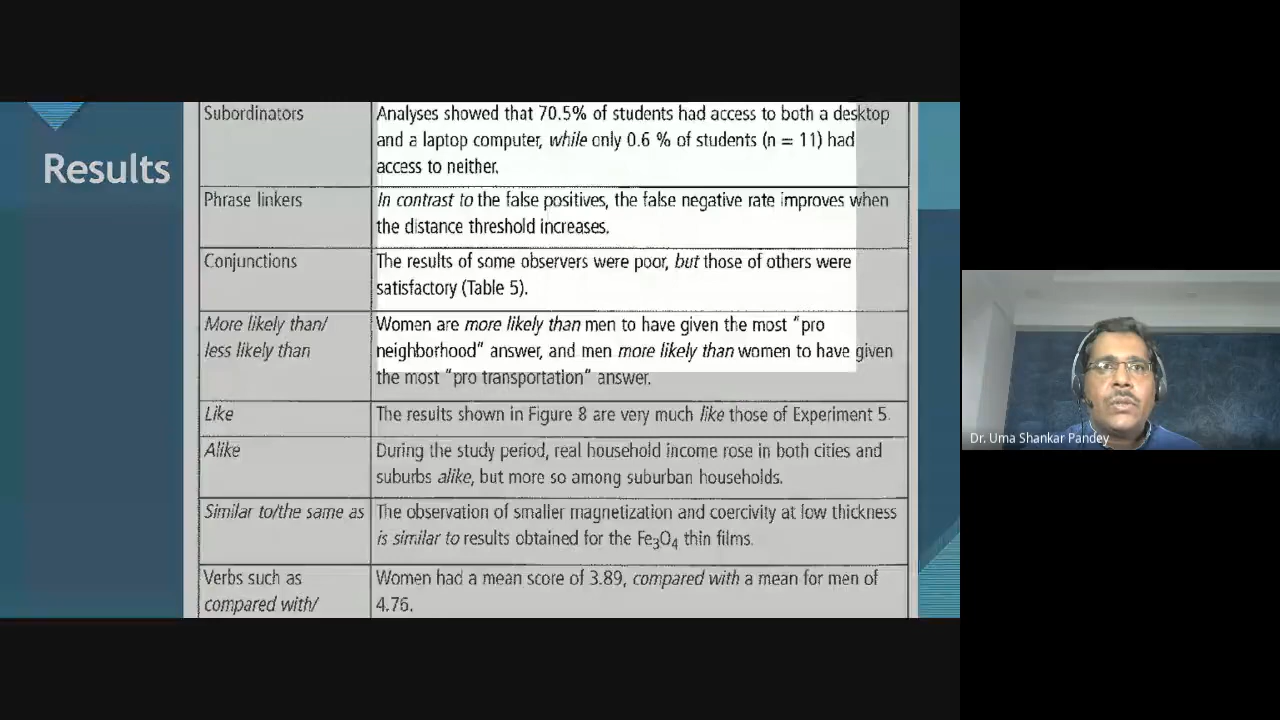 Results
Subordinators
Analyses showed that 70.5% of students had access to both a desktop
and a laptop computer, while only 0.6 % of students (n = 11) had
access to neither.
Phrase linkers
In contrast to the false positives, the false negative rate improves when
the distance threshold increases.
Conjunctions
The results of some observers were poor, but those of others were
satisfactory (Table 5).
More likely than/
less likely than
Women are more likely than men to have given the most "pro
neighborhood" answer, and men more likely than women to have given
the most "pro transportation" answer.
Like
The results shown in Figure 8 are very much like those of Experiment 5.
Alike
During the study period, real household income rose in both cities and
suburbs alike, but more so among suburban households.
Similar to/the same as
The observation of smaller magnetization and coercivity at low thickness
is similar to results obtained for the Fe₃O₄ thin films.
Verbs such as
compared with/
Women had a mean score of 3.89, compared with a mean for men of
4.76.
Dr. Uma Shankar Pandey